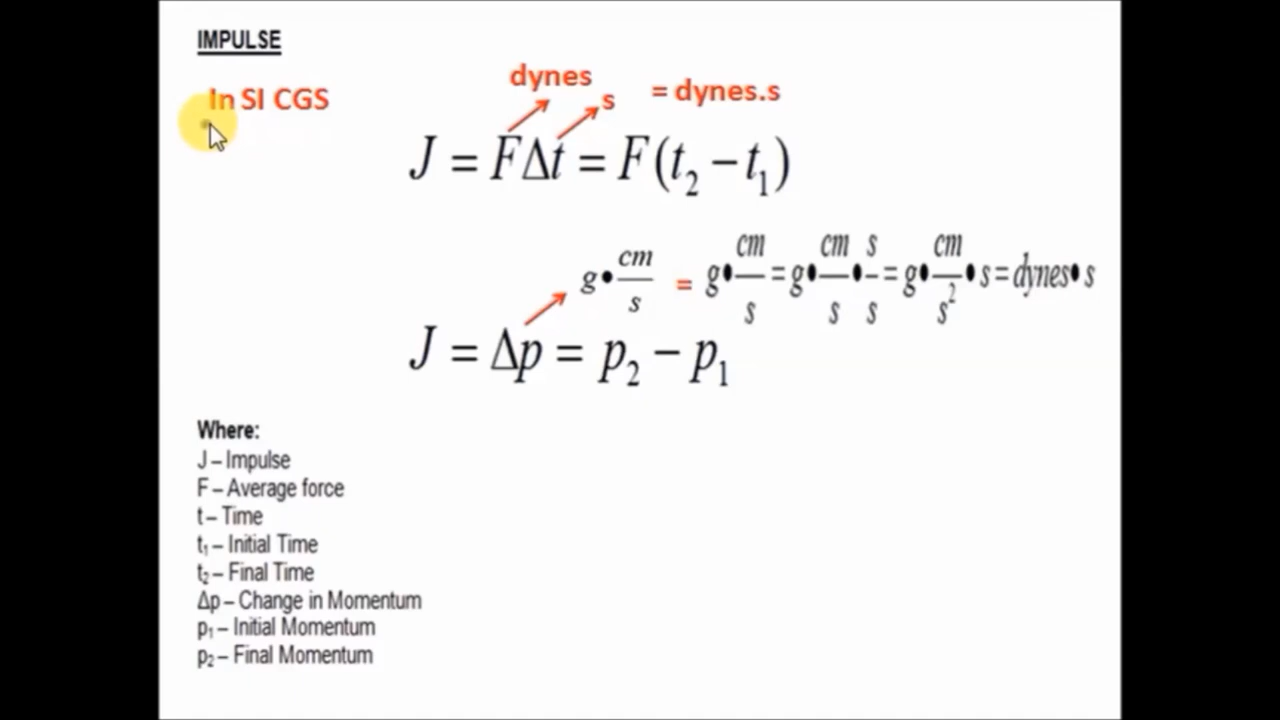 IMPULSE
In SI CGS
dynes
s
= dynes.s
J = FΔt = F(t₂ − t₁)
g•cm/s = g•cm/s = g•cm/s•s/s = g•cm/s²•s = dynes•s
J = Δp = p₂ − p₁
Where:
J – Impulse
F – Average force
t – Time
t₁ – Initial Time
t₂ – Final Time
Δp – Change in Momentum
p₁ – Initial Momentum
p₂ – Final Momentum